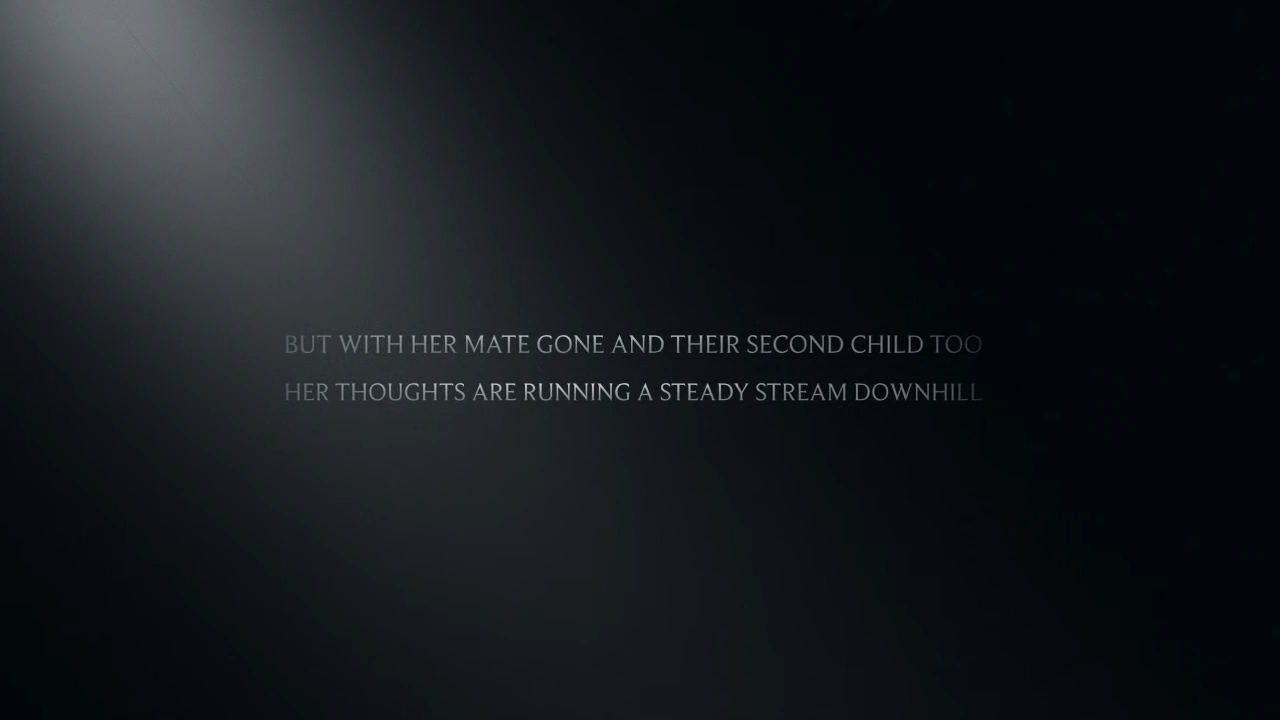 BUT WITH HER MATE GONE AND THEIR SECOND CHILD TOO
HER THOUGHTS ARE RUNNING A STEADY STREAM DOWNHILL